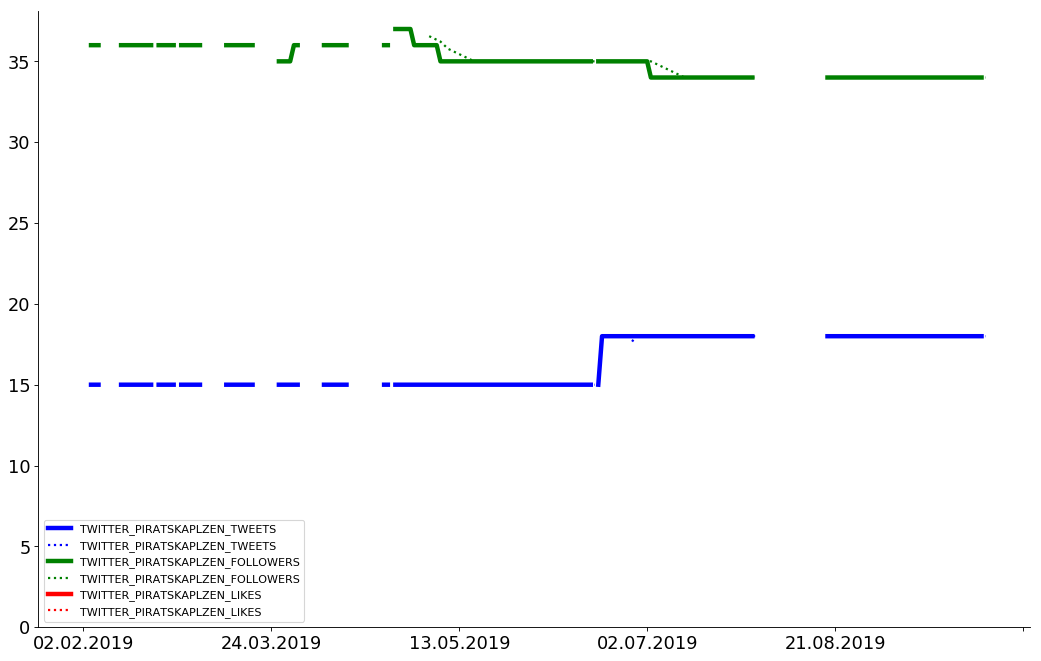 35
30
25
20
15
10
5
0
TWITTER_PIRATSKAPLZEN_TWEETS
TWITTER_PIRATSKAPLZEN_TWEETS
TWITTER_PIRATSKAPLZEN_FOLLOWERS
TWITTER_PIRATSKAPLZEN_FOLLOWERS
TWITTER_PIRATSKAPLZEN_LIKES
TWITTER_PIRATSKAPLZEN_LIKES
02.02.2019 24.03.2019 13.05.2019 02.07.2019 21.08.2019